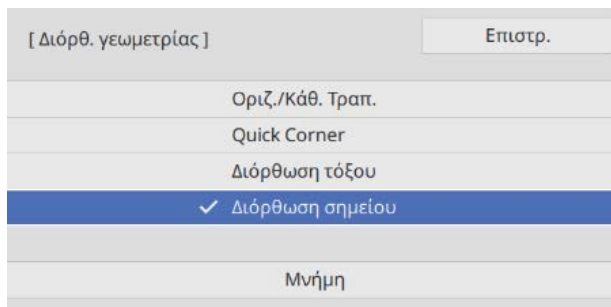 [ Διόρθ. γεωμετρίας ] Επιστρ.
Οριζ./Κάθ. Τραπ.
Quick Corner
Διόρθωση τόξου
✓ Διόρθωση σημείου
Μνήμη